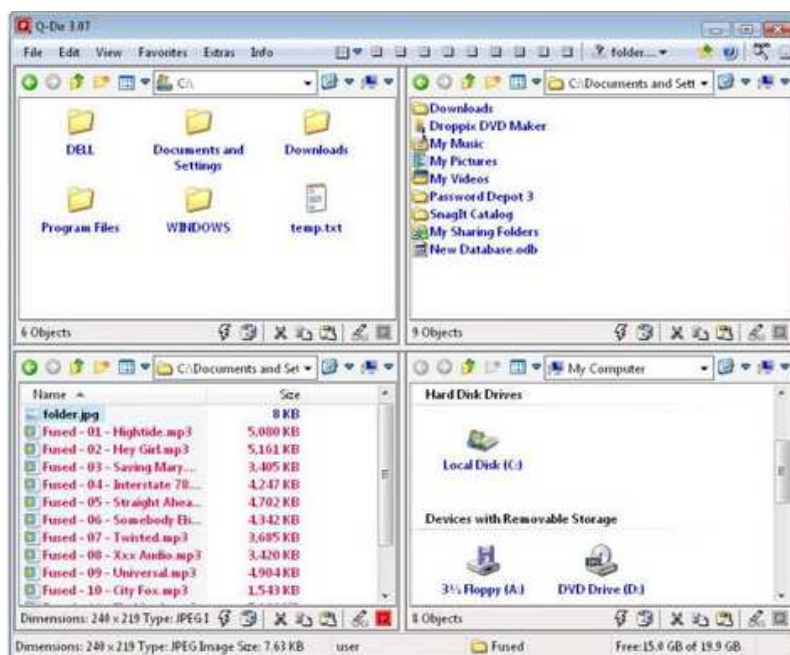 Q-Dir 3.07
File Edit View Favorites Extras Info
folder...
C:\
DELL
Documents and Settings
Downloads
Program Files
WINDOWS
temp.txt
6 Objects
C:\Documents and Sett
Downloads
Droppix DVD Maker
My Music
My Pictures
My Videos
Password Depot 3
SnagIt Catalog
My Sharing Folders
New Database.odb
9 Objects
C:\Documents and Set
Name Size
folder.jpg 8 KB
Fused - 01 - Hightide.mp3 5,080 KB
Fused - 02 - Hey Girl.mp3 5,161 KB
Fused - 03 - Saving Mary.... 3,405 KB
Fused - 04 - Interstate 78.... 4,247 KB
Fused - 05 - Straight Ahea... 4,702 KB
Fused - 06 - Somebody Els... 4,342 KB
Fused - 07 - Twisted.mp3 3,685 KB
Fused - 08 - Xxx Audio.mp3 3,420 KB
Fused - 09 - Universal.mp3 4,904 KB
Fused - 10 - City Fox.mp3 1,543 KB
Dimensions: 240 x 219 Type: JPEG I
My Computer
Hard Disk Drives
Local Disk (C:)
Devices with Removable Storage
3½ Floppy (A:)
DVD Drive (D:)
8 Objects
Dimensions: 240 x 219 Type: JPEG Image Size: 7.63 KB user Fused Free:15.0 GB of 19.9 GB